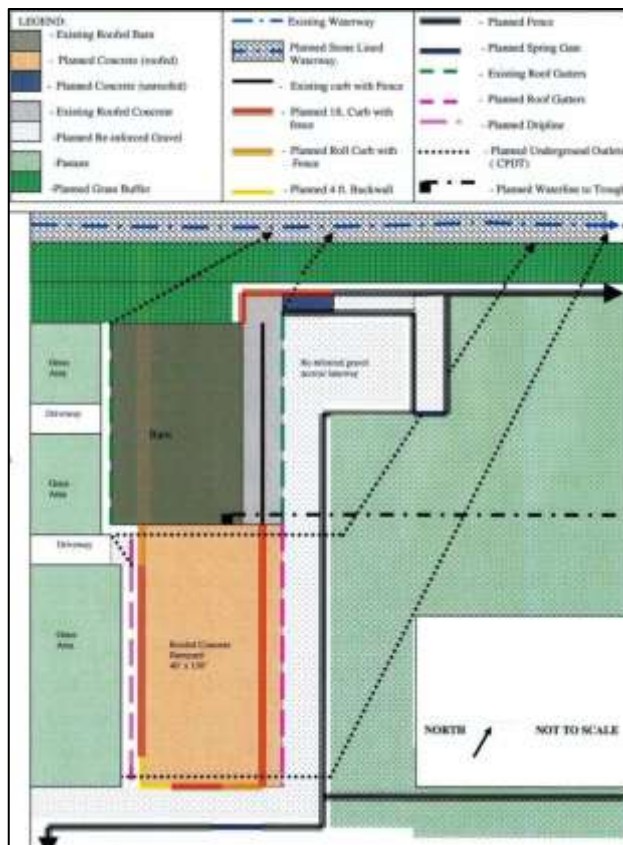 LEGEND:
- Existing Roofed Barn
- Planned Concrete (roofed)
- Planned Concrete (unroofed)
- Existing Roofed Concrete
-Planned Re-inforced Gravel
- Pasture
-Planned Grass Buffer
- Existing Waterway
Planned Stone Lined
Waterway.
- Existing curb with Fence
- Planned 1ft. Curb with
fence
- Planned Roll Curb with
Fence
- Planned 4 ft. Buckwall
- Planned Fence
- Planned Spring Gate
- Existing Roof Gutters
- Planned Roof Gutters
-Planned Dripline
- Planned Underground Outlets
( CPDT)
- Planned Waterline to Trough
Grass
Area
Driveway
Grass
Area
Driveway
Grass
Area
Barn
Re-inforced gravel
Roofed Concrete
Barnyard
NORTH
NOT TO SCALE